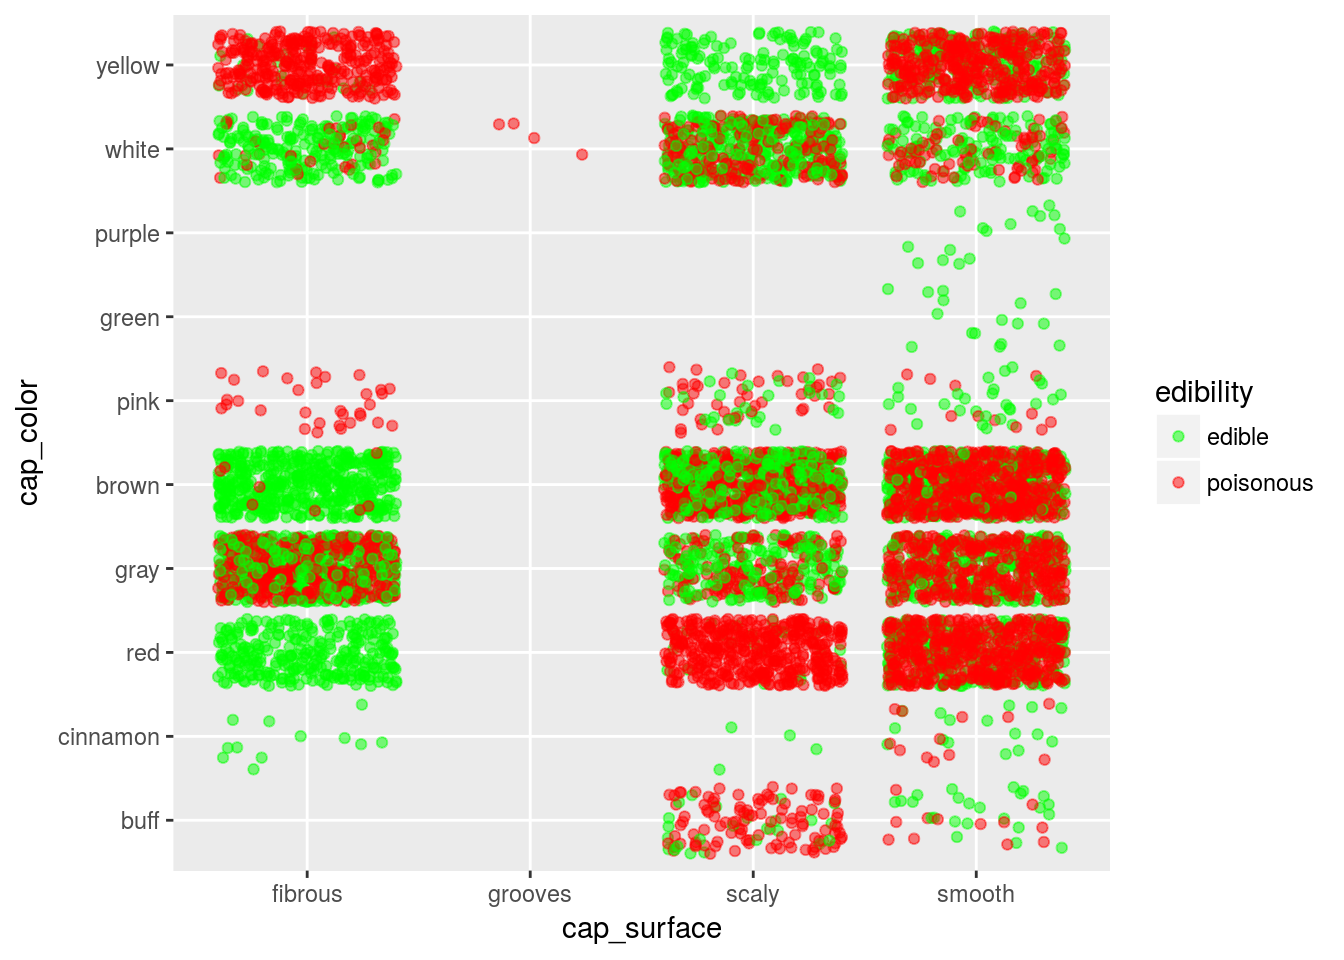 yellow
white
purple
green
pink
brown
gray
red
cinnamon
buff
cap_color
fibrous
grooves
scaly
smooth
cap_surface
edibility
edible
poisonous